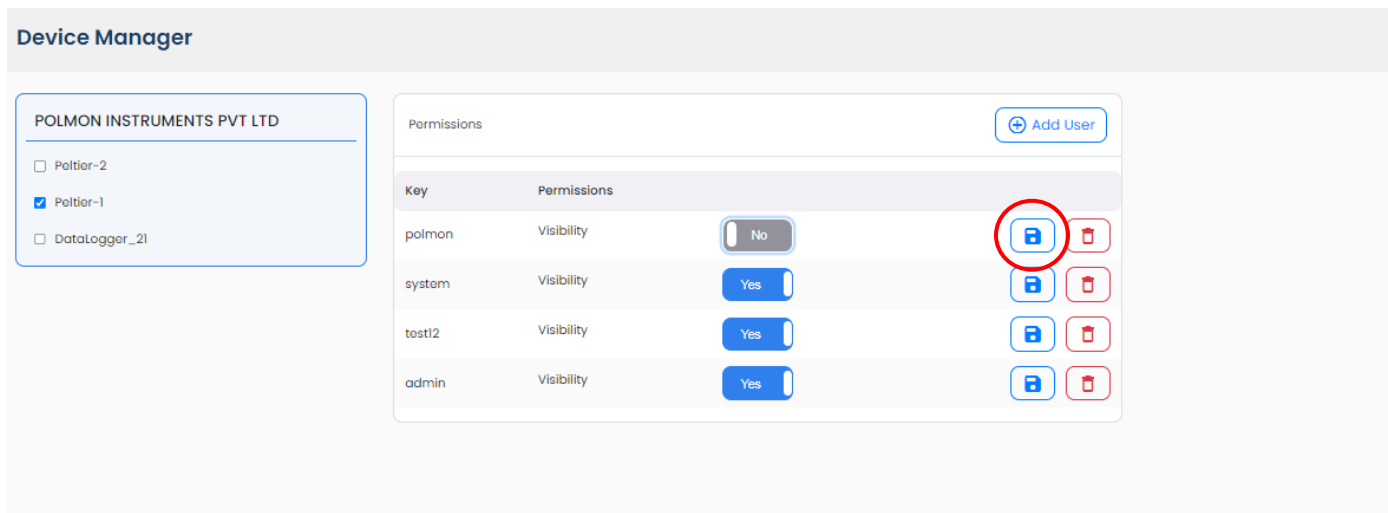 Device Manager
POLMON INSTRUMENTS PVT LTD
Peltier-2
Peltier-1
DataLogger_21
Permissions
Add User
Key Permissions
polmon Visibility No
system Visibility Yes
test12 Visibility Yes
admin Visibility Yes